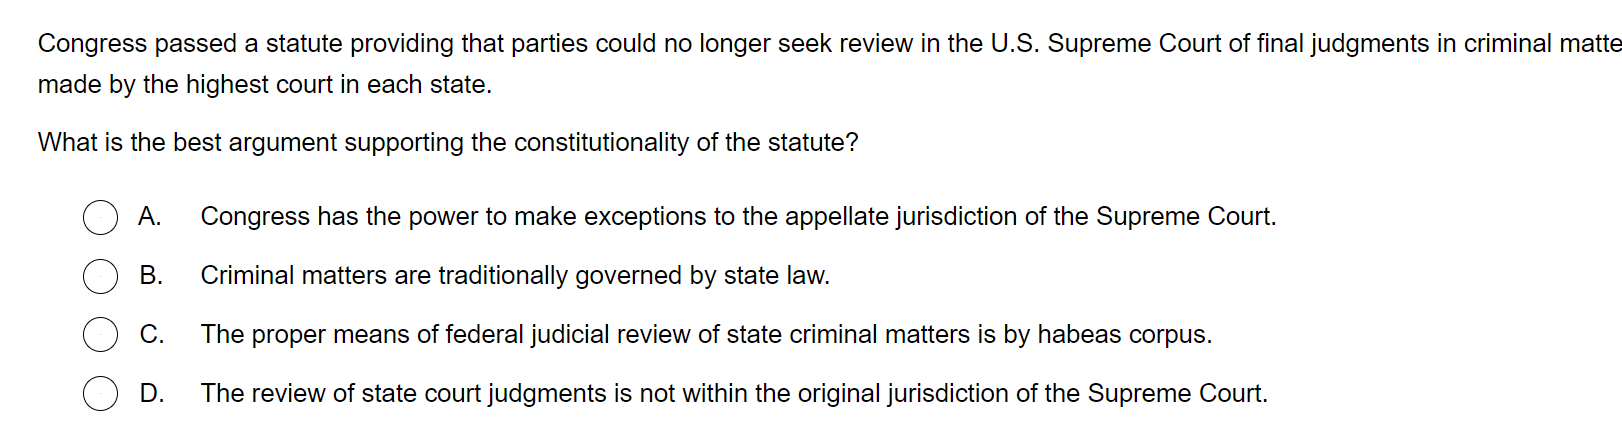 Congress passed a statute providing that parties could no longer seek review in the U.S. Supreme Court of final judgments in criminal matte
made by the highest court in each state.
What is the best argument supporting the constitutionality of the statute?
A. Congress has the power to make exceptions to the appellate jurisdiction of the Supreme Court.
B. Criminal matters are traditionally governed by state law.
C. The proper means of federal judicial review of state criminal matters is by habeas corpus.
D. The review of state court judgments is not within the original jurisdiction of the Supreme Court.